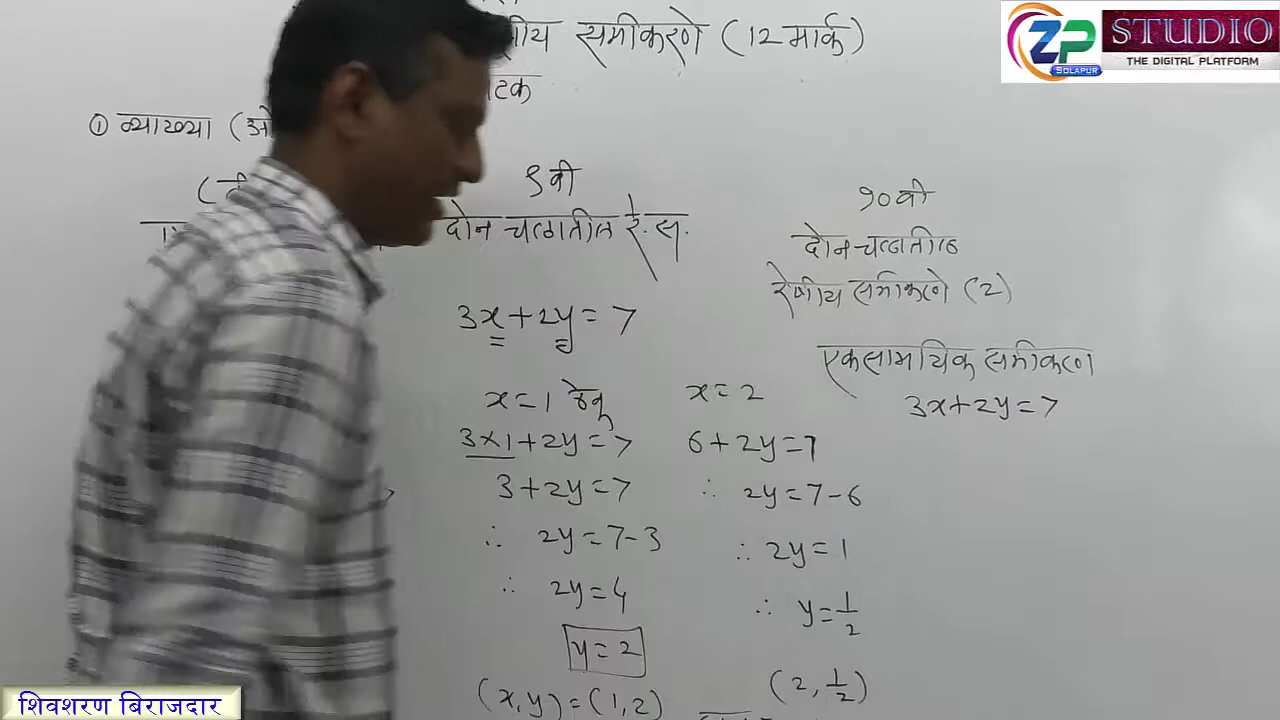 समीकरणे (12 मार्क)
ZP SOLAPUR STUDIO
THE DIGITAL PLATFORM
① व्याख्या (
९वी
१०वी
दोन चलातील रे. स.
दोन चलातील
रेषीय समीकरणे (2)
3x+2y=7
एकसामयिक समीकरण
3x+2y=7
x=1 ठेवू
x=2
3×1+2y=7
6+2y=7
3+2y=7
∴ 2y=7-6
∴ 2y=7-3
∴ 2y=1
∴ 2y=4
∴ y=1/2
y=2
(x,y)=(1,2)
(2,1/2)
शिवशरण बिराजदार